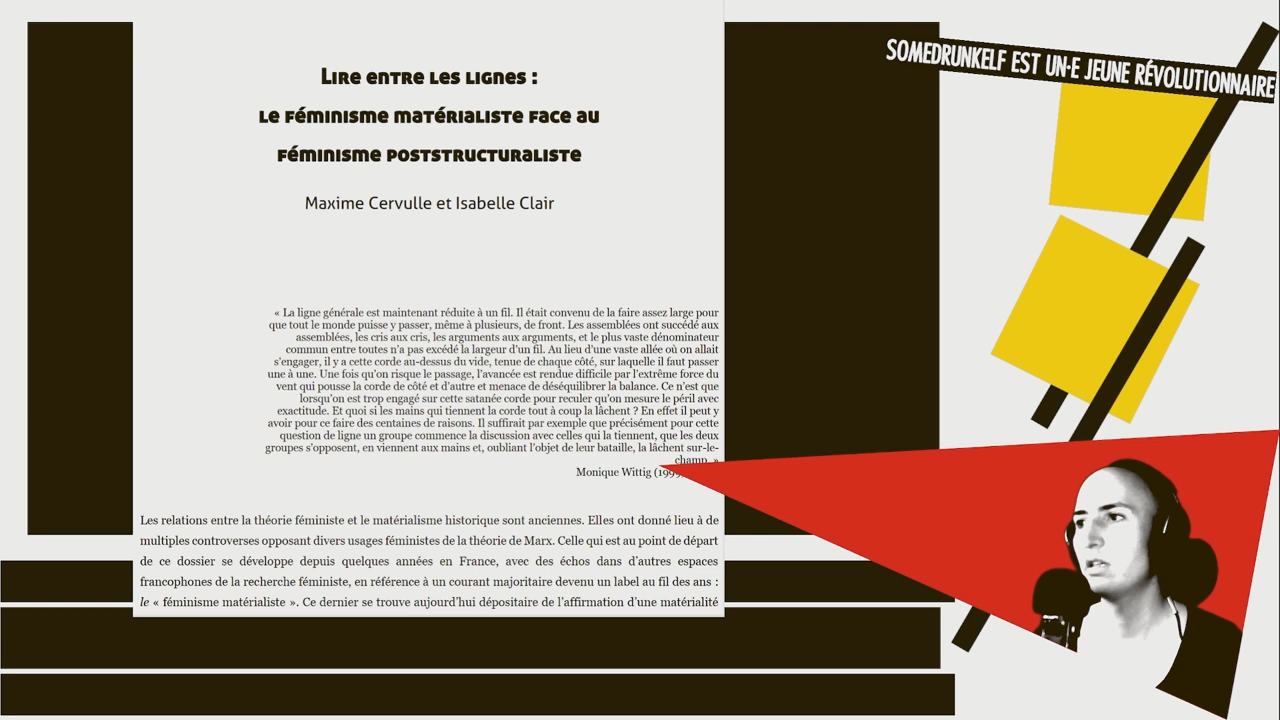 Lire entre les lignes :
le féminisme matérialiste face au
féminisme poststructuraliste
Maxime Cervulle et Isabelle Clair
« La ligne générale est maintenant réduite à un fil. Il était convenu de la faire assez large pour
que tout le monde puisse y passer, même à plusieurs, de front. Les assemblées ont succédé aux
assemblées, les cris aux cris, les arguments aux arguments, et le plus vaste dénominateur
commun entre toutes n'a pas excédé la largeur d'un fil. Au lieu d'une vaste allée où on allait
s'engager, il y a cette corde au-dessus du vide, tenue de chaque côté, sur laquelle il faut passer
une à une. Une fois qu'on risque le passage, l'avancée est rendue difficile par l'extrême force du
vent qui pousse la corde de côté et d'autre et menace de déséquilibrer la balance. Ce n'est que
lorsqu'on est trop engagé sur cette satanée corde pour reculer qu'on mesure le péril avec
exactitude. Et quoi si les mains qui tiennent la corde tout à coup la lâchent ? En effet il peut y
avoir pour ce faire des centaines de raisons. Il suffirait par exemple que précisément pour cette
question de ligne un groupe commence la discussion avec celles qui la tiennent, que les deux
groupes s'opposent, en viennent aux mains et, oubliant l'objet de leur bataille, la lâchent sur-le-
champ. »
Monique Wittig
Les relations entre la théorie féministe et le matérialisme historique sont anciennes. Elles ont donné lieu à de
multiples controverses opposant divers usages féministes de la théorie de Marx. Celle qui est au point de départ
de ce dossier se développe depuis quelques années en France, avec des échos dans d'autres espaces
francophones de la recherche féministe, en référence à un courant majoritaire devenu un label au fil des ans :
le « féminisme matérialiste ». Ce dernier se trouve aujourd'hui dépositaire de l'affirmation d'une matérialité
SOMEDRUNKELF EST UN·E JEUNE RÉVOLUTIONNAIRE